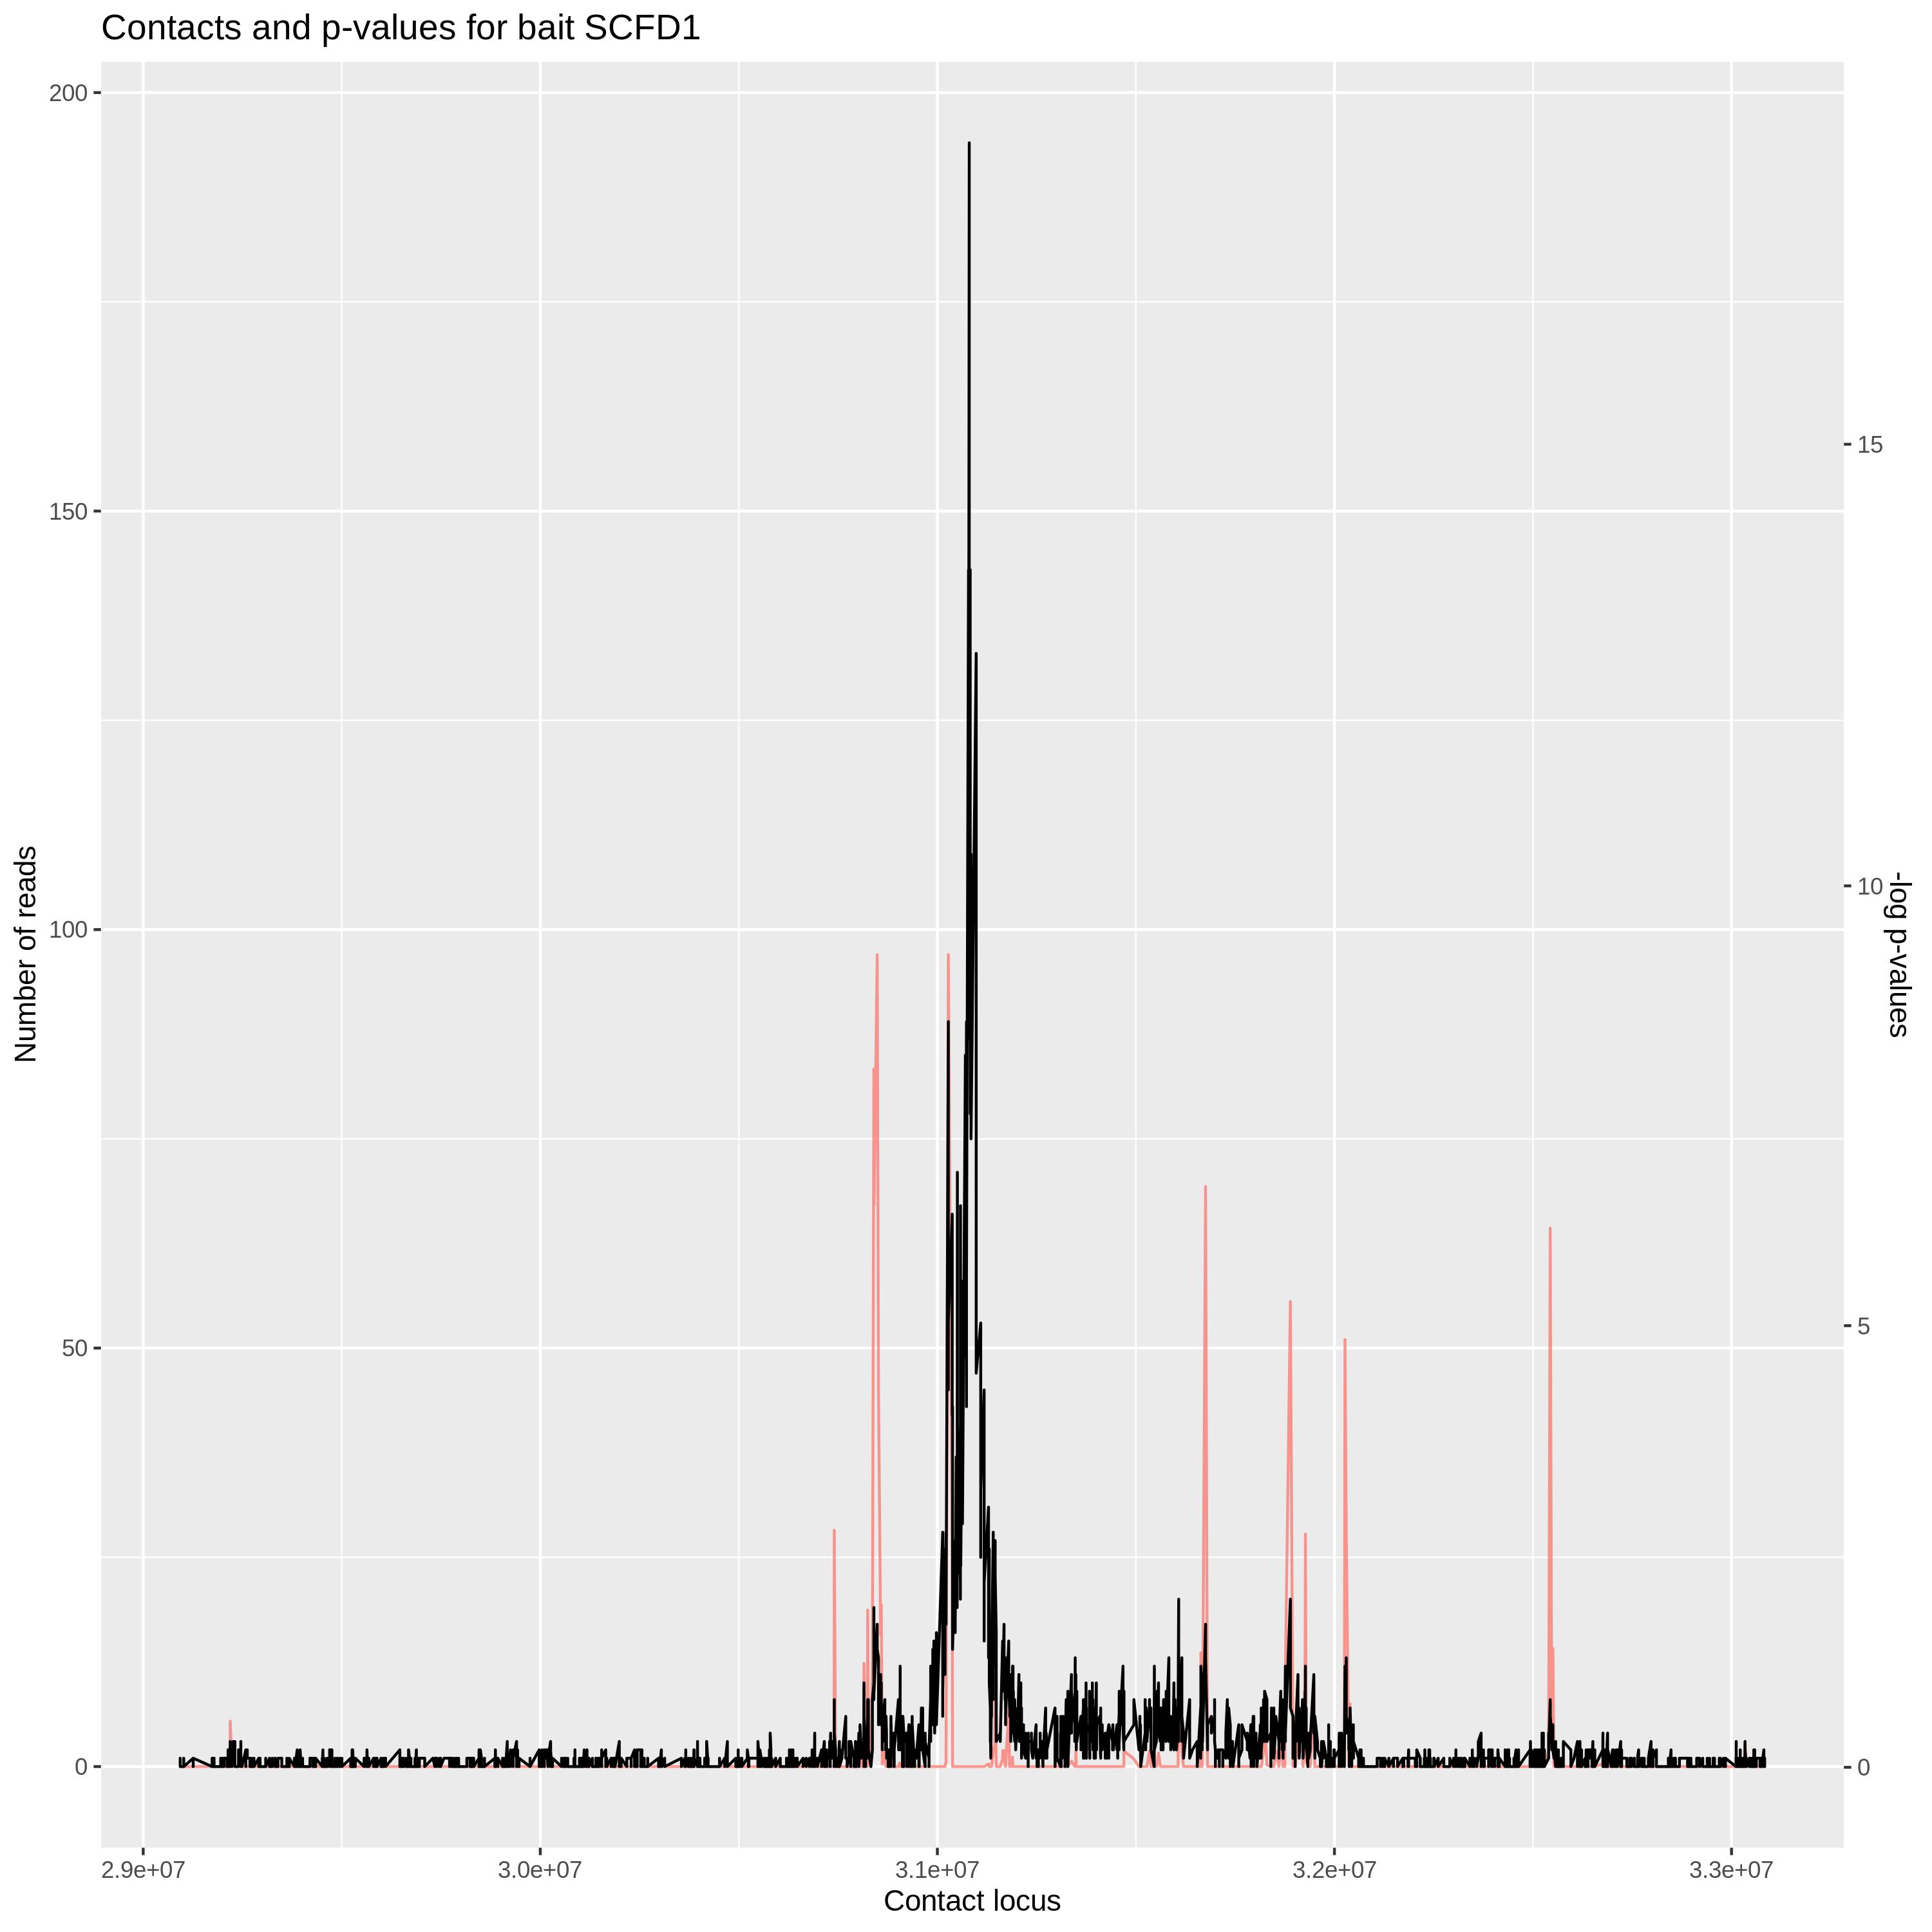 Contacts and p-values for bait SCFD1
200
150
100
50
0
Number of reads
15
10
5
0
-log p-values
2.9e+07
3.0e+07
3.1e+07
3.2e+07
3.3e+07
Contact locus